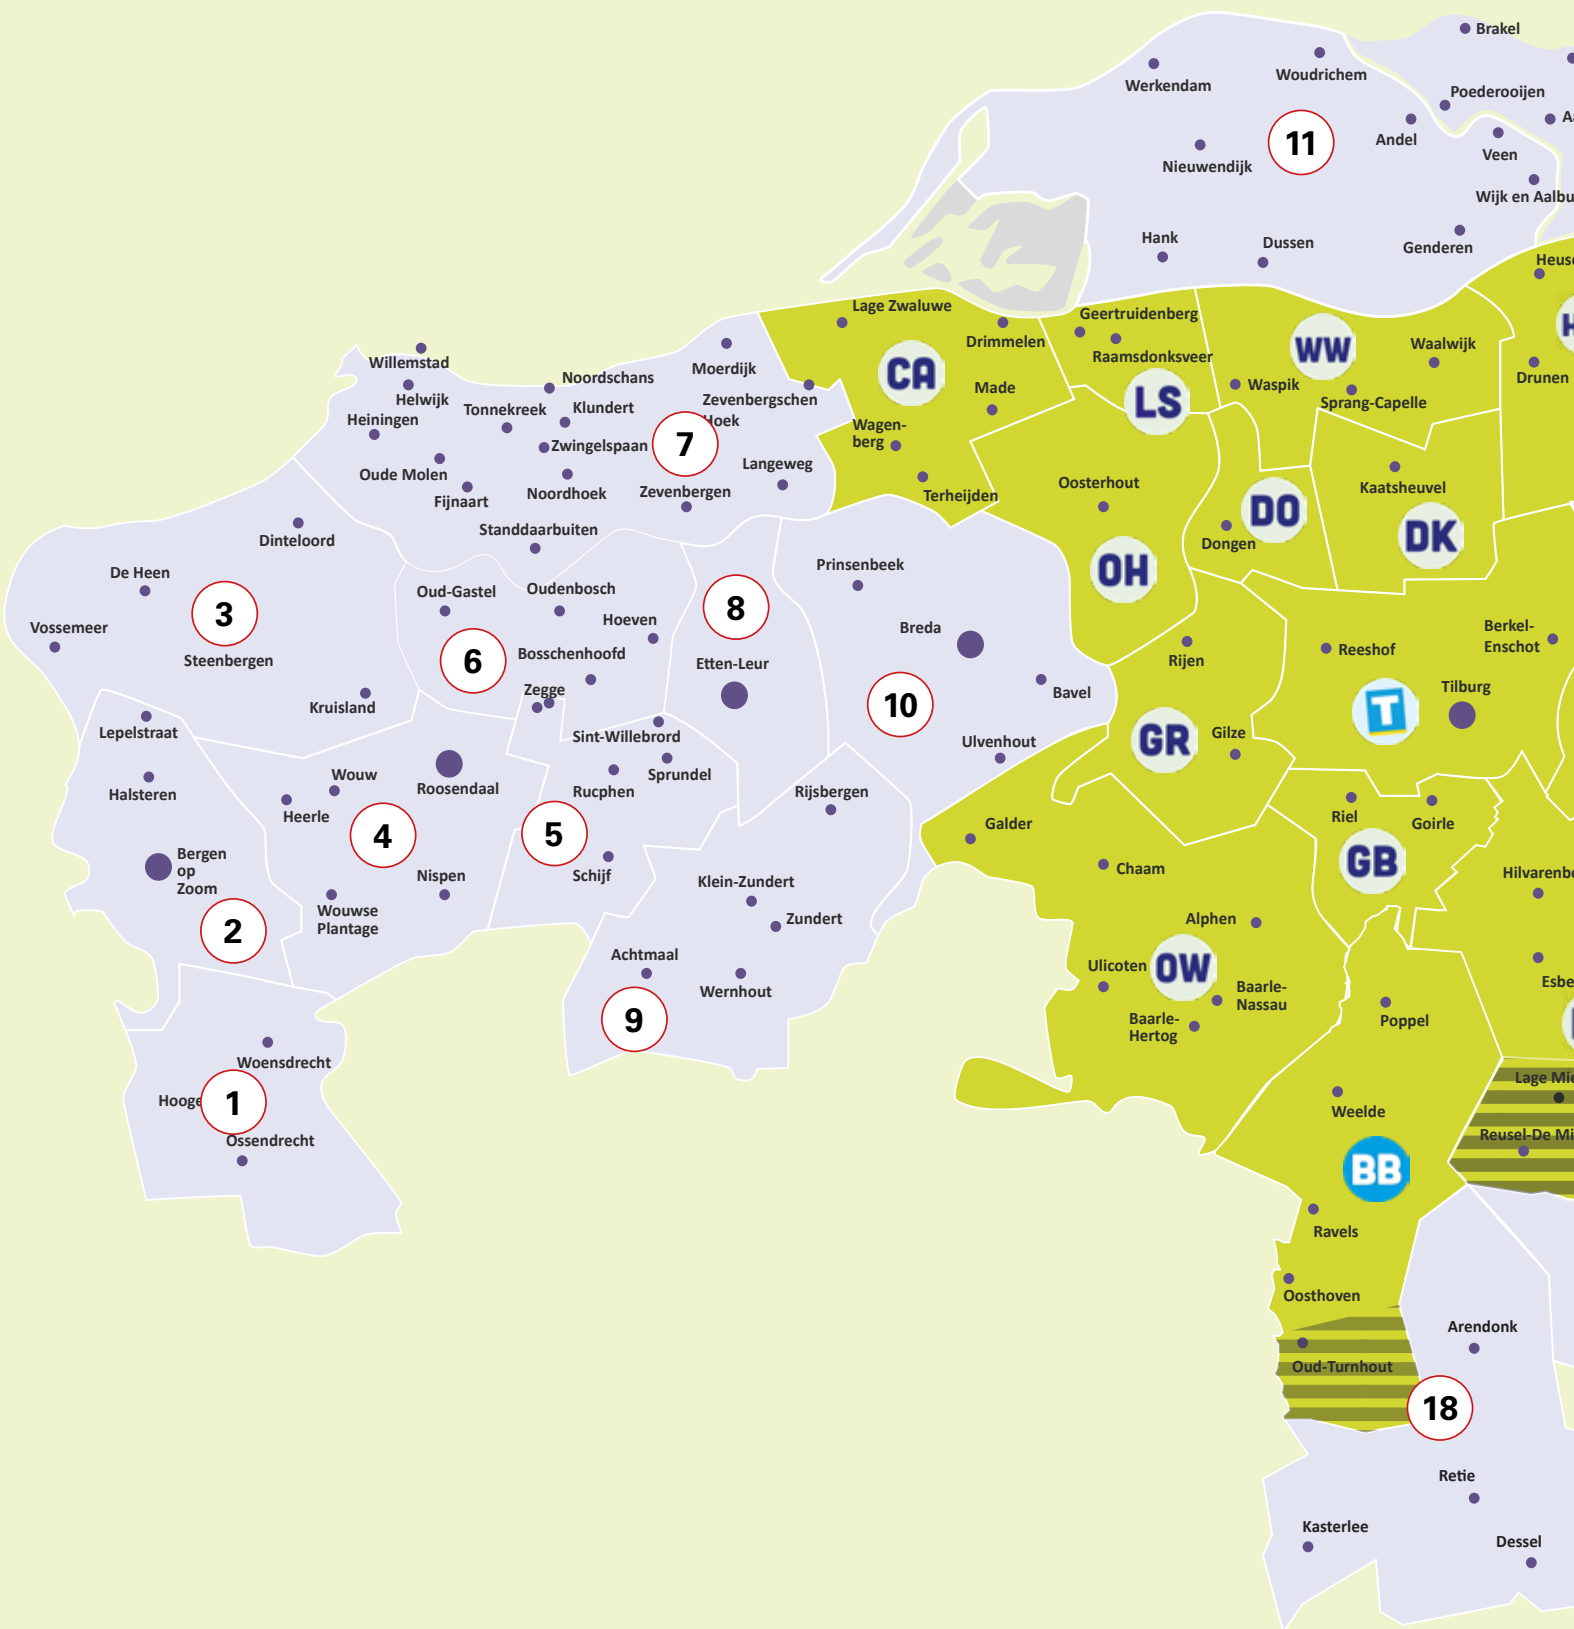 Brakel
Werkendam
Woudrichem
Poederooijen
11
Andel
Veen
Nieuwendijk
Wijk en Aalbu
Hank
Dussen
Genderen
Heus
Lage Zwaluwe
Geertruidenberg
Drimmelen
WW
Waalwijk
Raamsdonksveer
Willemstad
Moerdijk
CA
Noordschans
Drunen
Made
Waspik
Helwijk
Zevenbergschen
Hoek
Sprang-Capelle
LS
Tonnekreek
Klundert
Heiningen
Wagen-
berg
7
Zwingelspaan
Langeweg
Oude Molen
Oosterhout
Kaatsheuvel
Noordhoek
Zevenbergen
Terheijden
Fijnaart
DO
Standdaarbuiten
DK
Dinteloord
Dongen
Prinsenbeek
OH
De Heen
Oud-Gastel
Oudenbosch
8
3
Hoeven
Vossemeer
Breda
Berkel-
Enschot
Reeshof
Steenbergen
6
Bosschenhoofd
Etten-Leur
Rijen
Zegge
Bavel
Tilburg
Kruisland
10
T
Lepelstraat
Sint-Willebrord
Ulvenhout
GR
Gilze
Wouw
Sprundel
Halsteren
Roosendaal
Rucphen
Rijsbergen
Heerle
Riel
Goirle
4
5
Galder
Bergen
op
Zoom
GB
Chaam
Nispen
Schijf
Klein-Zundert
Hilvarenbe
Wouwse
Plantage
2
Zundert
Alphen
Achtmaal
Ulicoten
OW
Wernhout
Baarle-
Nassau
Esbe
9
Baarle-
Hertog
Poppel
Woensdrecht
Lage Mie
Hooge
1
Weelde
Ossendrecht
Reusel-De Mi
BB
Ravels
Oosthoven
Arendonk
Oud-Turnhout
18
Retie
Kasterlee
Dessel